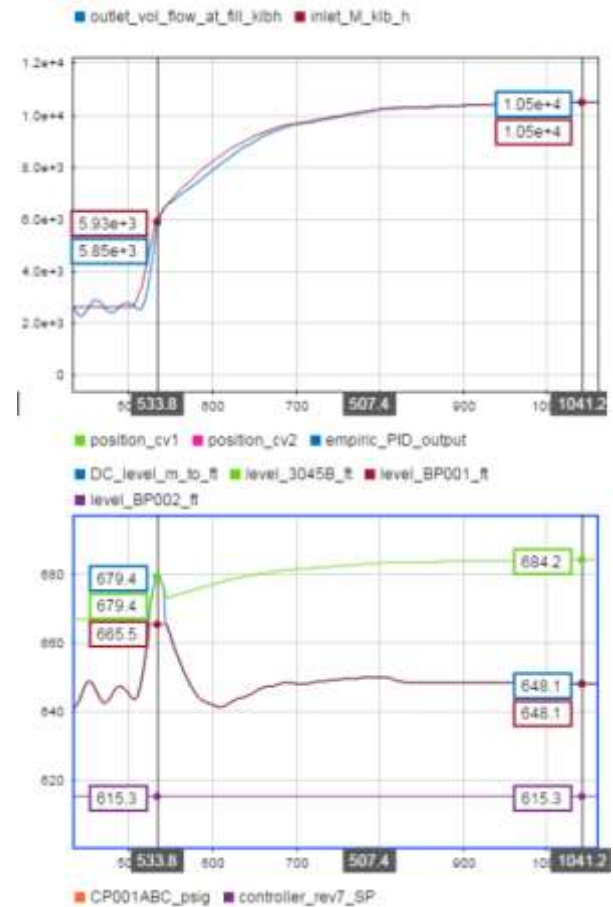 outlet_vol_flow_at_fill_klbh inlet_M_klb_h
1.2e+4
1.0e+4
8.0e+3
6.0e+3
4.0e+3
2.0e+3
0
5.93e+3
5.85e+3
1.05e+4
1.05e+4
533.8 600 700 507.4 900 1041.2
position_cv1 position_cv2 empiric_PID_output
DC_level_m_to_ft level_3045B_ft level_BP001_ft
level_BP002_ft
680
660
640
620
679.4
679.4
665.5
615.3
684.2
648.1
648.1
615.3
533.8 600 700 507.4 900 1041.2
CP001ABC_psig controller_rev7_SP